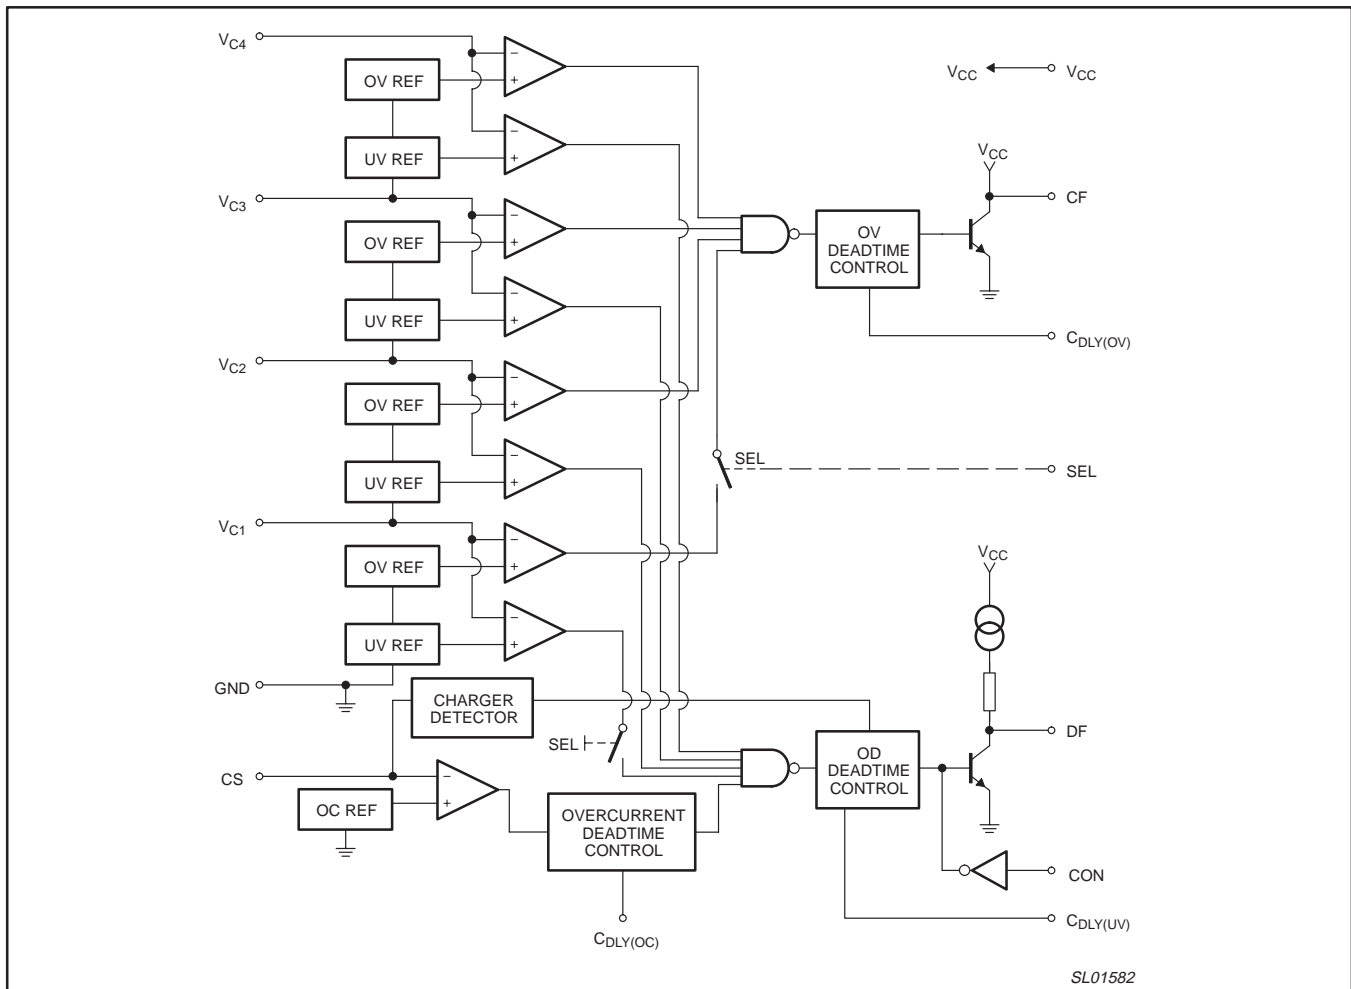 VC4
OV REF
UV REF
VCC
VCC
VCC
CF
VC3
OV REF
UV REF
OV
DEADTIME
CONTROL
CDLY(OV)
VC2
OV REF
UV REF
SEL
SEL
VC1
OV REF
UV REF
VCC
GND
CHARGER
DETECTOR
SEL
DF
OD
DEADTIME
CONTROL
CS
OC REF
OVERCURRENT
DEADTIME
CONTROL
CON
CDLY(UV)
CDLY(OC)
SL01582